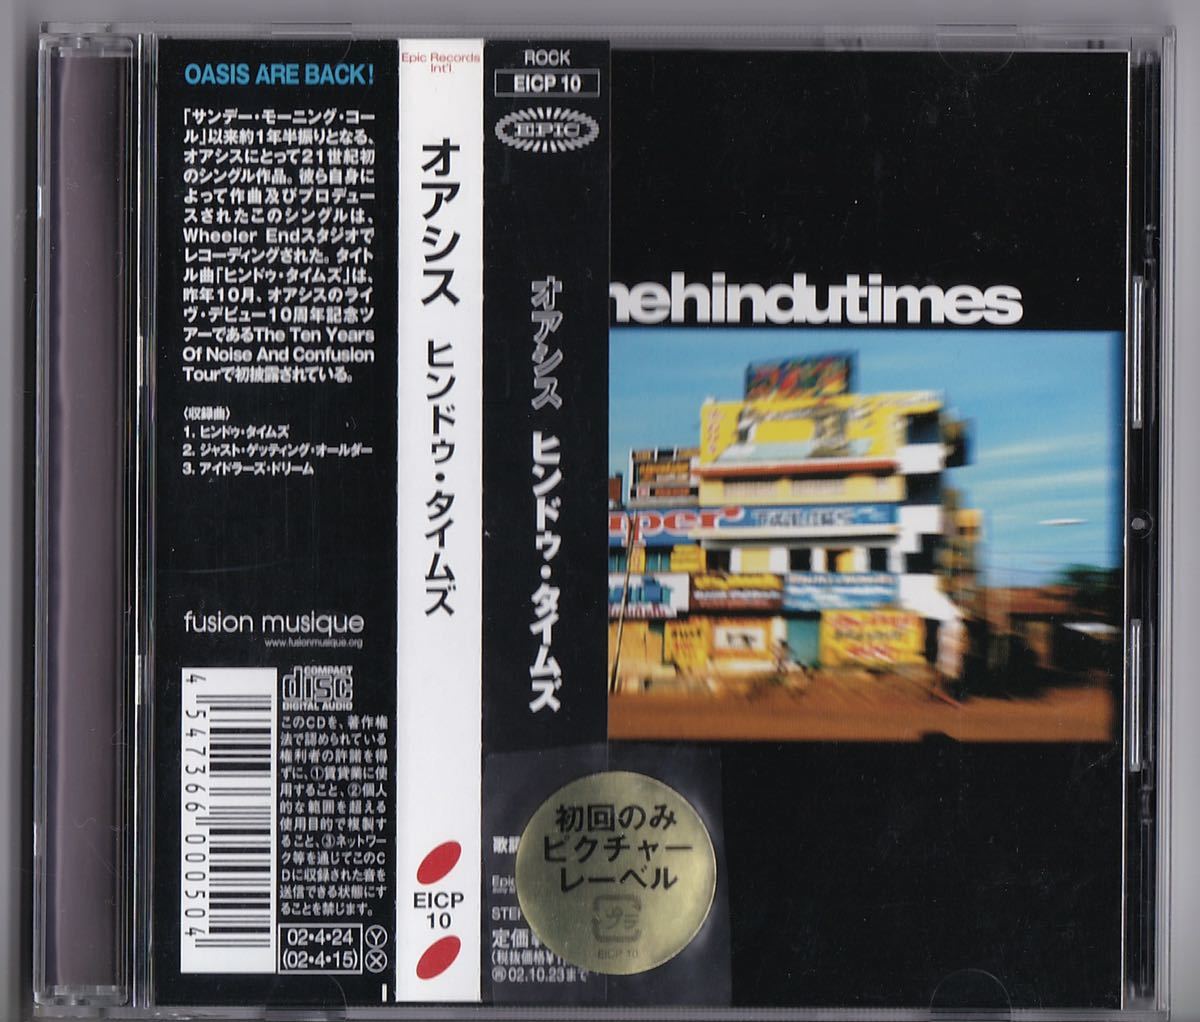 OASIS ARE BACK!
「サンデー・モーニング・コー
ル」以来約1年半振りとなる、
オアシスにとって21世紀初
のシングル作品。彼ら自身に
よって作曲及びプロデュー
スされたこのシングルは、
Wheeler Endスタジオで
レコーディングされた。タイト
ル曲「ヒンドゥ・タイムズ」は、
昨年10月、オアシスのライ
ヴ・デビュー10周年記念ツ
アーであるThe Ten Years
Of Noise And Confusion
Tourで初披露されている。
〈収録曲〉
1. ヒンドゥ・タイムズ
2. ジャスト・ゲッティング・オールダー
3. アイドラーズ・ドリーム
fusion musique
www.fusionmusique.org
COMPACT
disc
DIGITAL AUDIO
4 547366 000504
このCDを、著作権
法で認められている
権利者の許諾を得
ずに、①賃貸業に使
用すること、②個人
的な範囲を超える
使用目的で複製す
ること、③ネットワー
ク等を通じてこのC
Dに収録された音を
送信できる状態にす
ることを禁じます。
02・4・24 Y
(02・4・15) X
Epic Records
Int'l
オアシス ヒンドゥ・タイムズ
EICP
10
ROCK
EICP 10
EPIC
オアシス ヒンドゥ・タイムズ
歌
Epic
STE
定価
(税抜価格¥
02.10.23まで
初回のみ
ピクチャー
レーベル
EICP 10
hehindutimes
uper